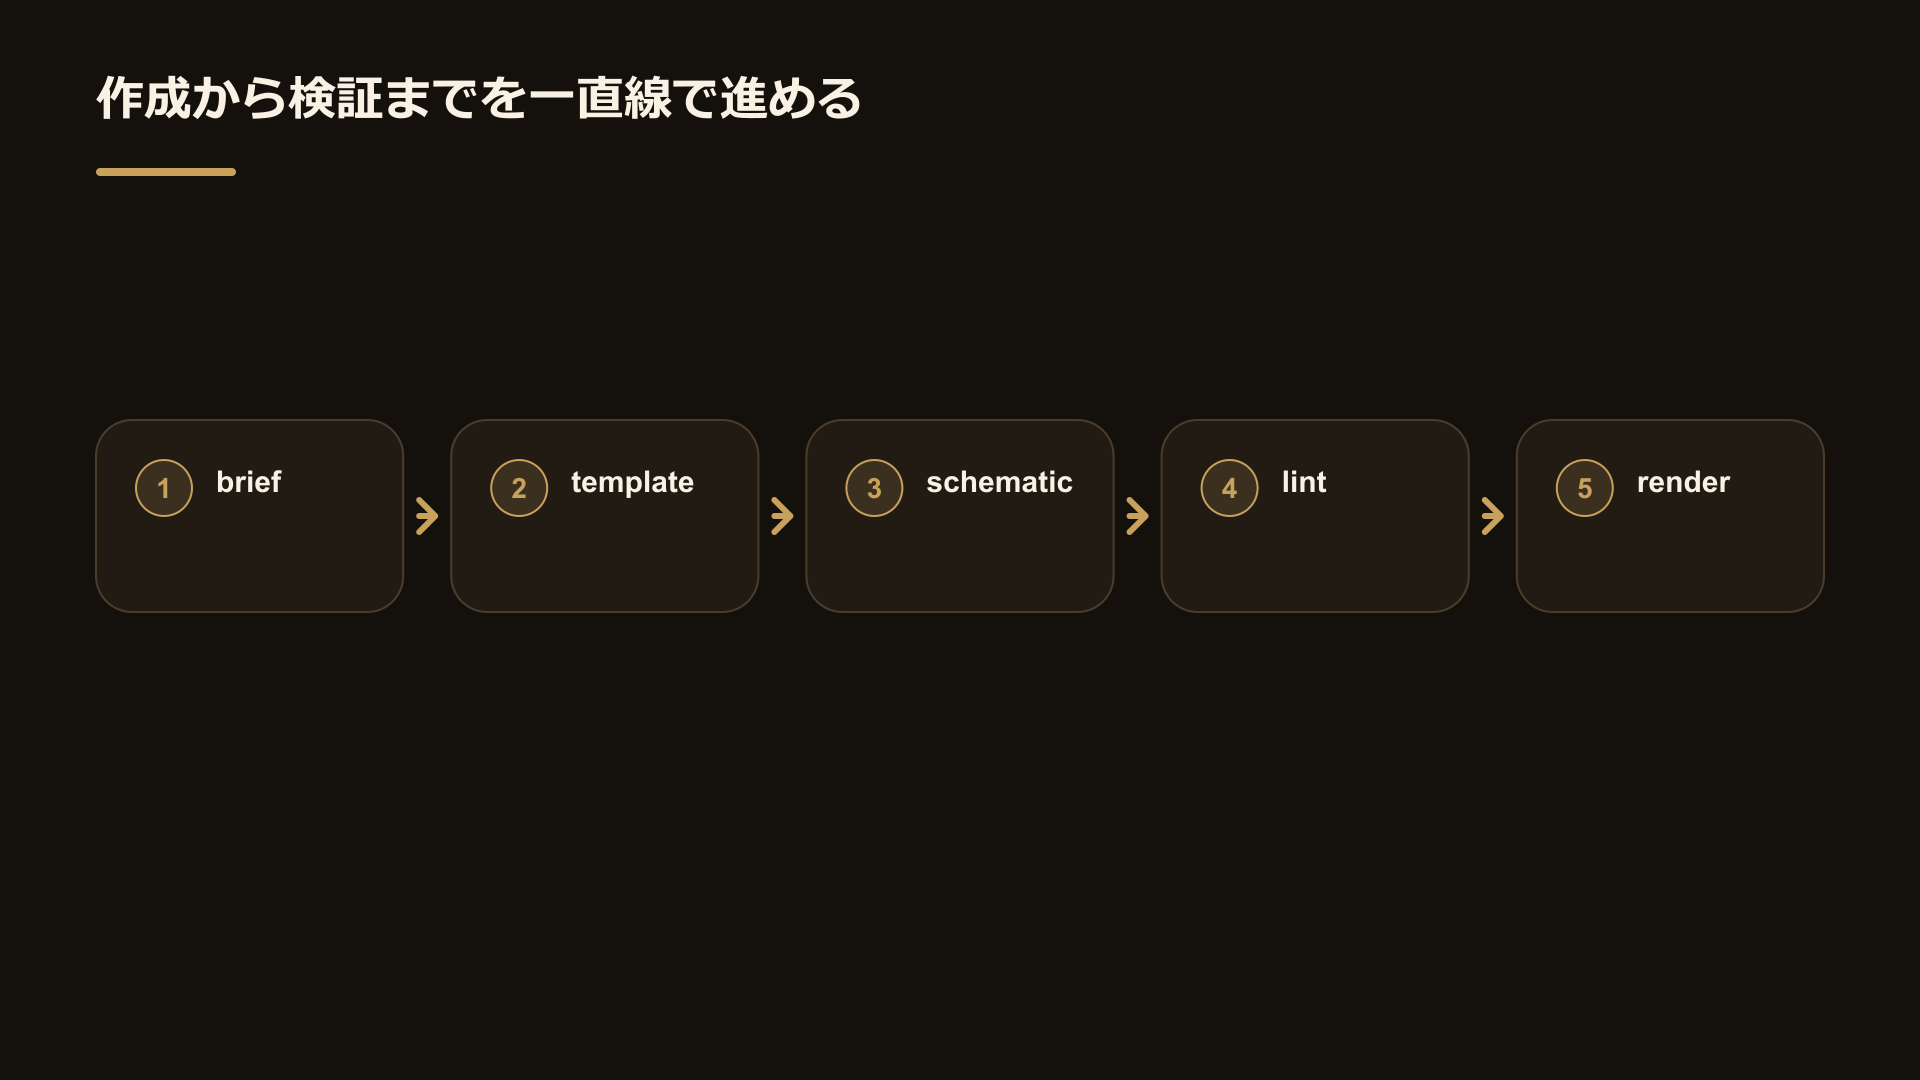 作成から検証までを一直線で進める
1 brief
2 template
3 schematic
4 lint
5 render